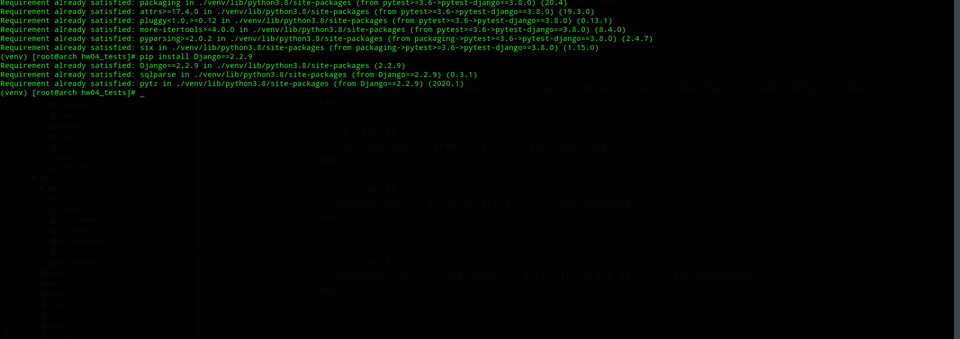 Requirement already satisfied: packaging in ./venv/lib/python3.8/site-packages (from pytest>=3.6->pytest-django==3.8.0) (20.4)
Requirement already satisfied: attrs>=17.4.0 in ./venv/lib/python3.8/site-packages (from pytest>=3.6->pytest-django==3.8.0) (19.3.0)
Requirement already satisfied: pluggy<1.0,>=0.12 in ./venv/lib/python3.8/site-packages (from pytest>=3.6->pytest-django==3.8.0) (0.13.1)
Requirement already satisfied: more-itertools>=4.0.0 in ./venv/lib/python3.8/site-packages (from pytest>=3.6->pytest-django==3.8.0) (8.4.0)
Requirement already satisfied: pyparsing>=2.0.2 in ./venv/lib/python3.8/site-packages (from packaging->pytest>=3.6->pytest-django==3.8.0) (2.4.7)
Requirement already satisfied: six in ./venv/lib/python3.8/site-packages (from packaging->pytest>=3.6->pytest-django==3.8.0) (1.15.0)
(venv) [root@arch hw04_tests]# pip install Django==2.2.9
Requirement already satisfied: Django==2.2.9 in ./venv/lib/python3.8/site-packages (2.2.9)
Requirement already satisfied: sqlparse in ./venv/lib/python3.8/site-packages (from Django==2.2.9) (0.3.1)
Requirement already satisfied: pytz in ./venv/lib/python3.8/site-packages (from Django==2.2.9) (2020.1)
(venv) [root@arch hw04_tests]# _